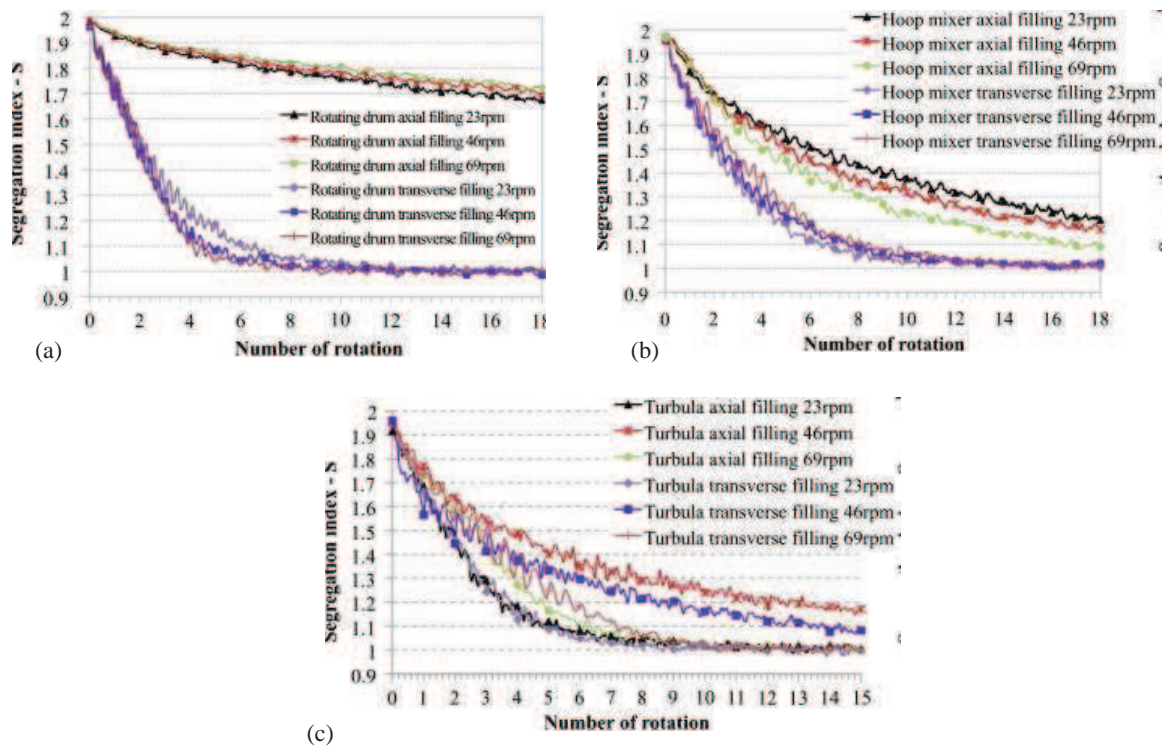 2
1.9
1.8
1.7
1.6
1.5
1.4
1.3
1.2
1.1
1
0.9
Segregation index - S
Rotating drum axial filling 23rpm
Rotating drum axial filling 46rpm
Rotating drum axial filling 69rpm
Rotating drum transverse filling 23rpm
Rotating drum transverse filling 46rpm
Rotating drum transverse filling 69rpm
0 2 4 6 8 10 12 14 16 18
Number of rotation
(a)
Hoop mixer axial filling 23rpm
Hoop mixer axial filling 46rpm
Hoop mixer axial filling 69rpm
Hoop mixer transverse filling 23rpm
Hoop mixer transverse filling 46rpm
Hoop mixer transverse filling 69rpm
2
1.9
1.8
1.7
1.6
1.5
1.4
1.3
1.2
1.1
1
0.9
Segregation index - S
0 2 4 6 8 10 12 14 16 18
Number of rotation
(b)
Turbula axial filling 23rpm
Turbula axial filling 46rpm
Turbula axial filling 69rpm
Turbula transverse filling 23rpm
Turbula transverse filling 46rpm
Turbula transverse filling 69rpm
2
1.9
1.8
1.7
1.6
1.5
1.4
1.3
1.2
1.1
1
0.9
Segregation index - S
0 1 2 3 4 5 6 7 8 9 10 11 12 13 14 15
Number of rotation
(c)